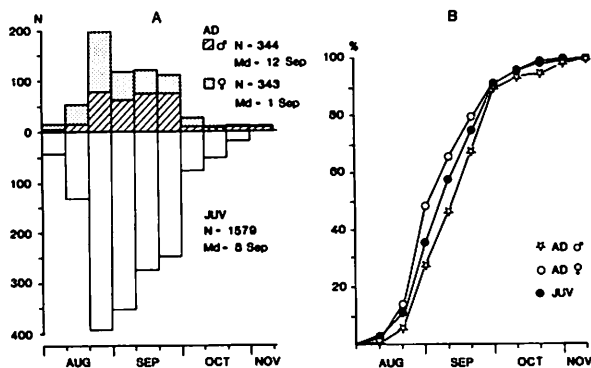 A
B
N
AD
♂ N - 344
Md - 12 Sep
♀ N - 343
Md - 1 Sep
200
100
0
100
200
300
400
JUV
N - 1579
Md - 8 Sep
AUG SEP OCT NOV
%
100
80
60
40
20
AD ♂
AD ♀
JUV
AUG SEP OCT NOV